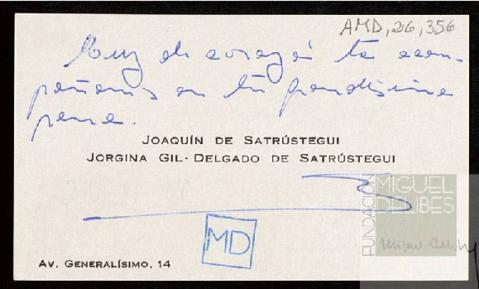 AMD, 26, 356
Muy de corazón te acom-
pañamos en tu grandísima
pena.
JOAQUÍN DE SATRÚSTEGUI
JORGINA GIL-DELGADO DE SATRÚSTEGUI
FUNDACIÓN
MIGUEL
DELIBES
MD
AV. GENERALÍSIMO, 14